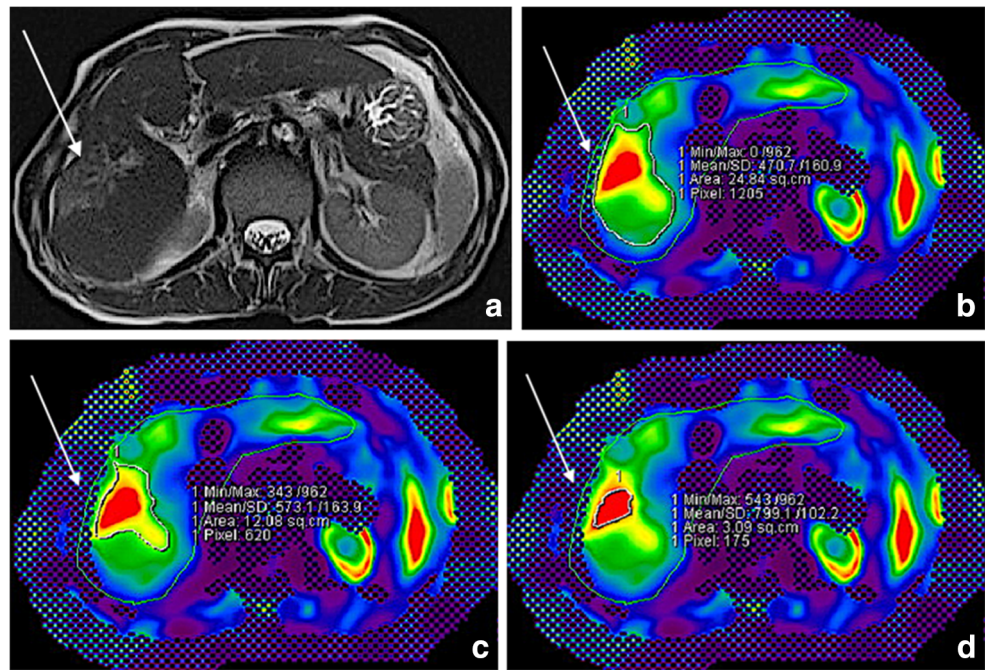 a
1
1 Min/Max: 0 /962
1 Mean/SD: 470.7 /160.9
1 Area: 24.84 sq.cm
1 Pixel: 1205
b
1
1 Min/Max: 343 /962
1 Mean/SD: 573.1 /163.9
1 Area: 12.08 sq.cm
1 Pixel: 620
c
1
1 Min/Max: 543 /962
1 Mean/SD: 799.1 /102.2
1 Area: 3.09 sq.cm
1 Pixel: 175
d